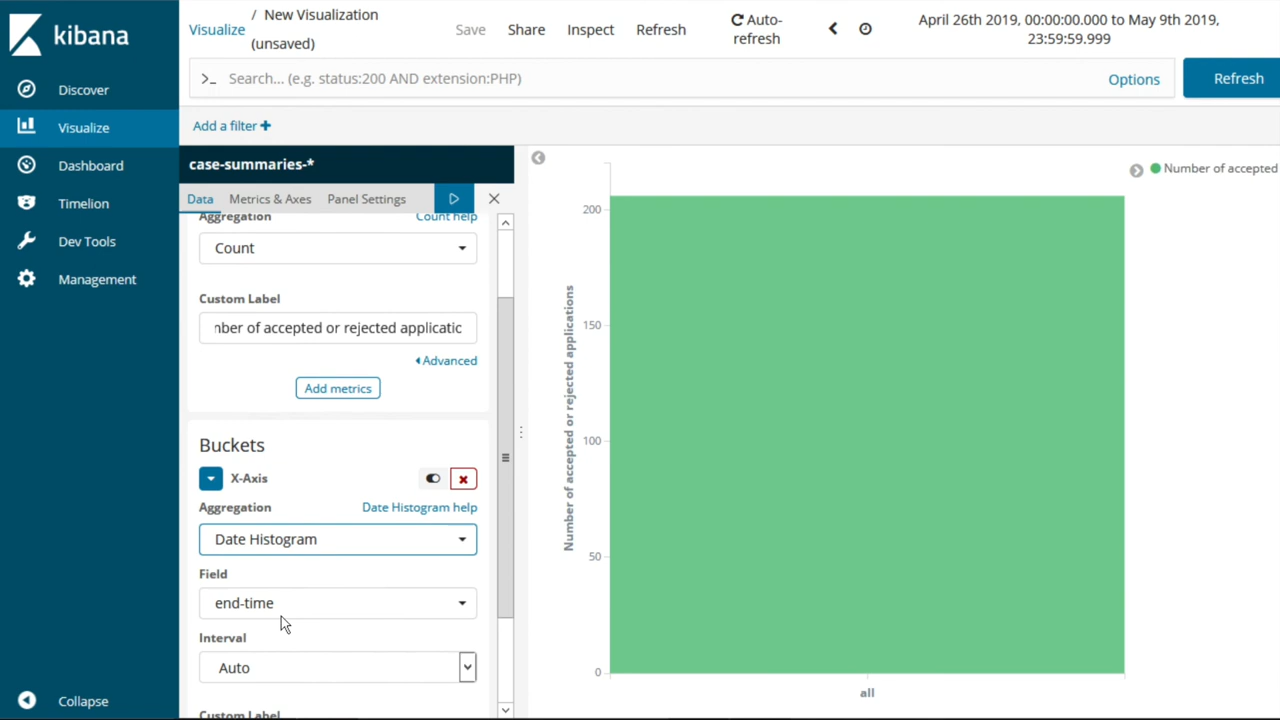 kibana
Discover
Visualize
Dashboard
Timelion
Dev Tools
Management
Collapse
Visualize / New Visualization
(unsaved)
Save
Share
Inspect
Refresh
Auto-
refresh
April 26th 2019, 00:00:00.000 to May 9th 2019,
23:59:59.999
>_ Search... (e.g. status:200 AND extension:PHP)
Options
Refresh
Add a filter +
case-summaries-*
Data
Metrics & Axes
Panel Settings
Aggregation
Count help
Count
Custom Label
nber of accepted or rejected applicatic
Advanced
Add metrics
Buckets
X-Axis
Aggregation
Date Histogram help
Date Histogram
Field
end-time
Interval
Auto
Custom Label
Number of accepted
Number of accepted or rejected applications
200
150
100
50
0
all